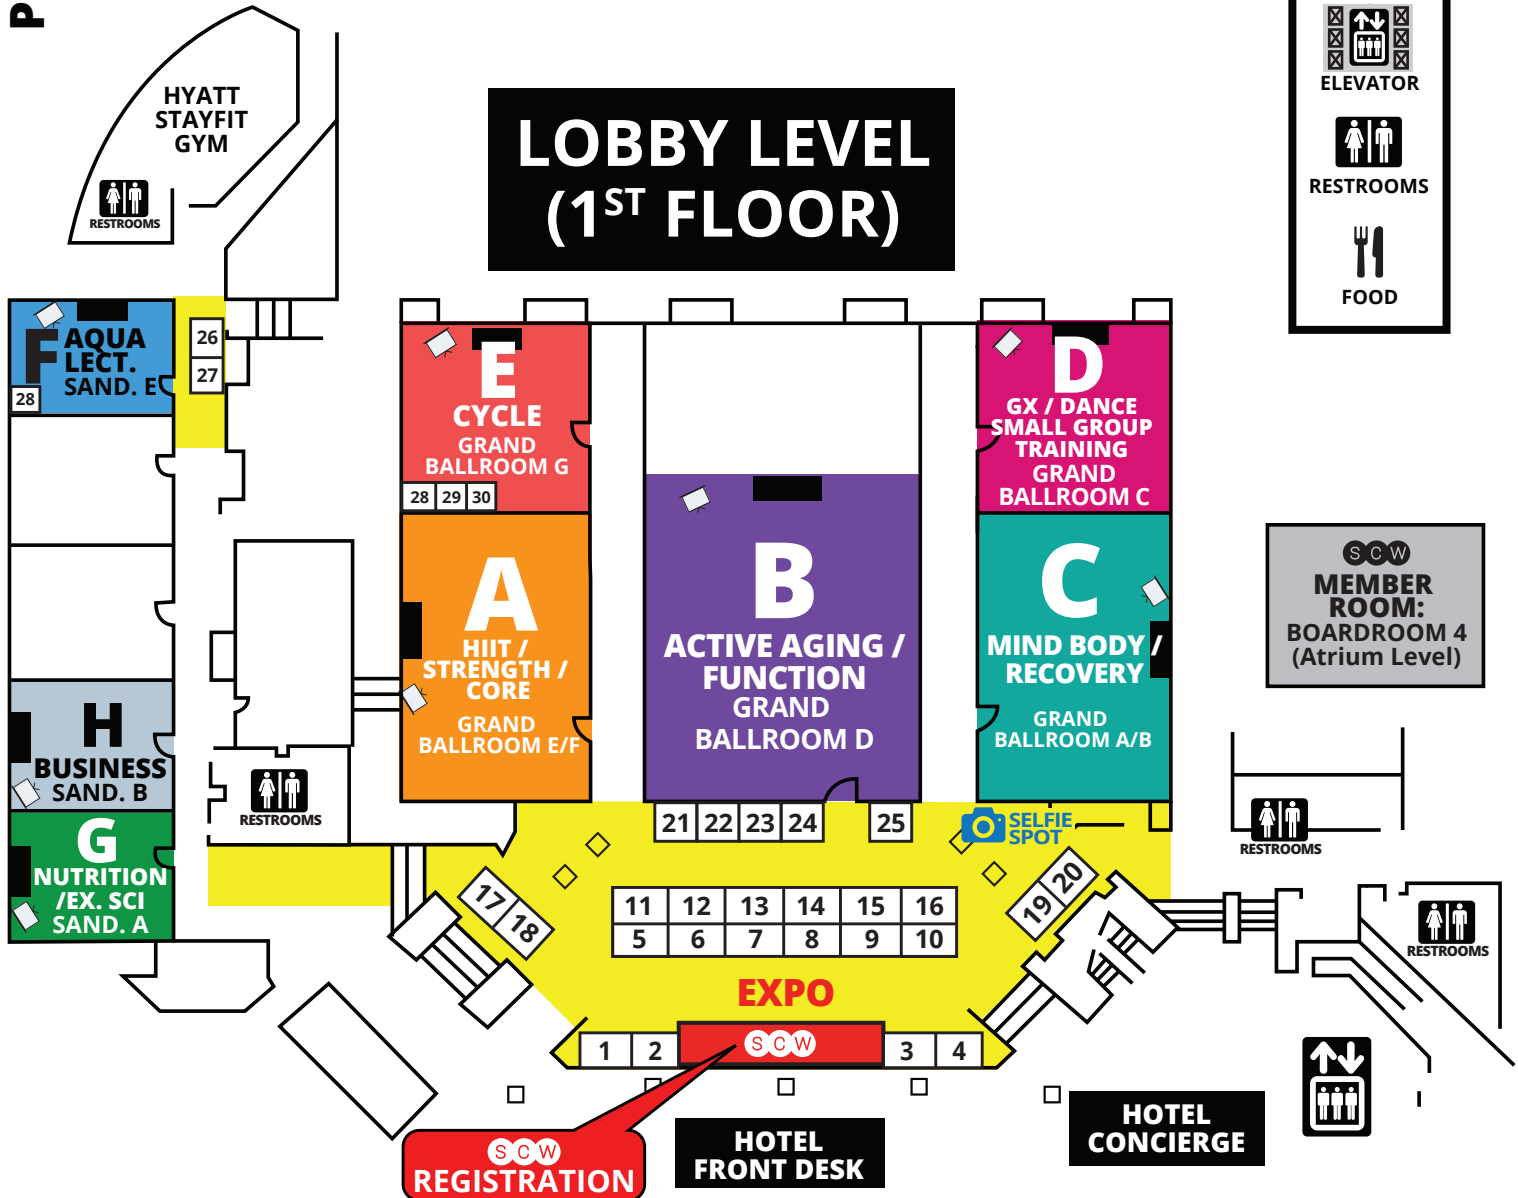 P
HYATT
STAYFIT
GYM
RESTROOMS
LOBBY LEVEL
(1ST FLOOR)
ELEVATOR
RESTROOMS
FOOD
F
AQUA
LECT.
SAND. E
28
26
27
E
CYCLE
GRAND
BALLROOM G
28 29 30
D
GX / DANCE
SMALL GROUP
TRAINING
GRAND
BALLROOM C
A
HIIT /
STRENGTH /
CORE
GRAND
BALLROOM E/F
B
ACTIVE AGING /
FUNCTION
GRAND
BALLROOM D
C
MIND BODY /
RECOVERY
GRAND
BALLROOM A/B
SCW
MEMBER
ROOM:
BOARDROOM 4
(Atrium Level)
H
BUSINESS
SAND. B
G
NUTRITION
/EX. SCI
SAND. A
RESTROOMS
21 22 23 24 25
SELFIE
SPOT
RESTROOMS
17 18
19 20
11 12 13 14 15 16
5 6 7 8 9 10
RESTROOMS
EXPO
1 2 SCW 3 4
SCW
REGISTRATION
HOTEL
FRONT DESK
HOTEL
CONCIERGE